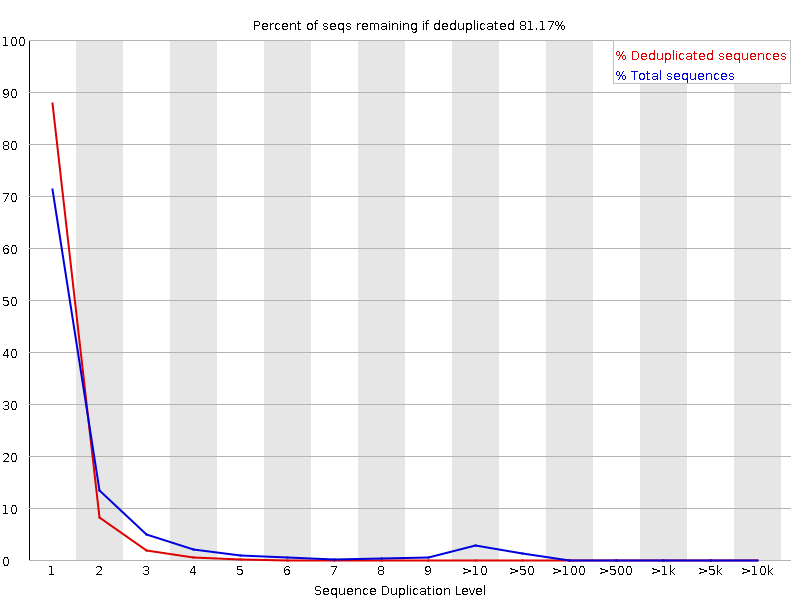 Percent of seqs remaining if deduplicated 81.17%
% Deduplicated sequences
% Total sequences
100
90
80
70
60
50
40
30
20
10
0
1 2 3 4 5 6 7 8 9 >10 >50 >100 >500 >1k >5k >10k
Sequence Duplication Level